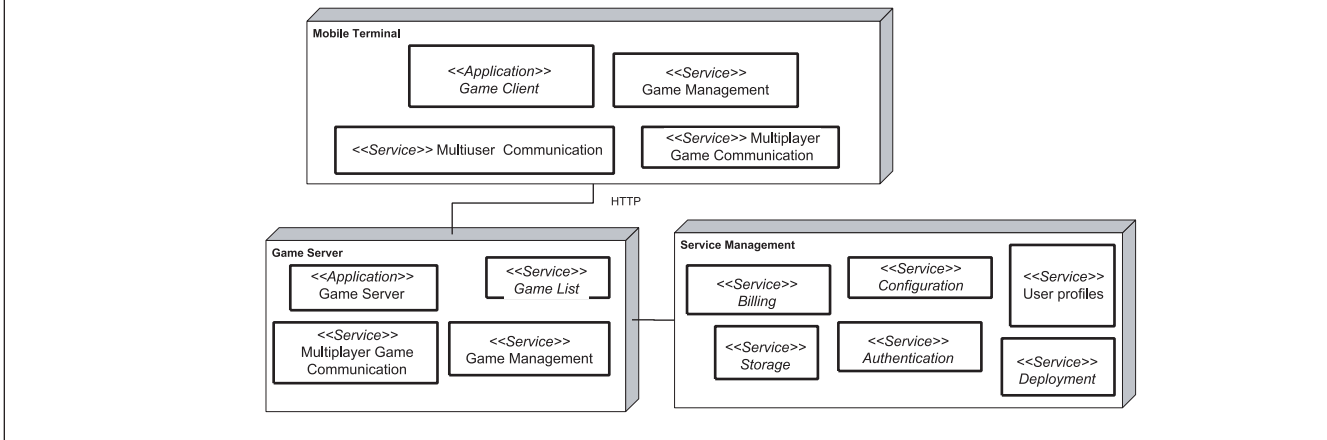 Mobile Terminal
<<Application>>
Game Client
<<Service>>
Game Management
<<Service>> Multiuser Communication
<<Service>> Multiplayer
Game Communication
HTTP
Game Server
<<Application>>
Game Server
<<Service>>
Game List
<<Service>>
Multiplayer Game
Communication
<<Service>>
Game Management
Service Management
<<Service>>
Billing
<<Service>>
Configuration
<<Service>>
User profiles
<<Service>>
Storage
<<Service>>
Authentication
<<Service>>
Deployment